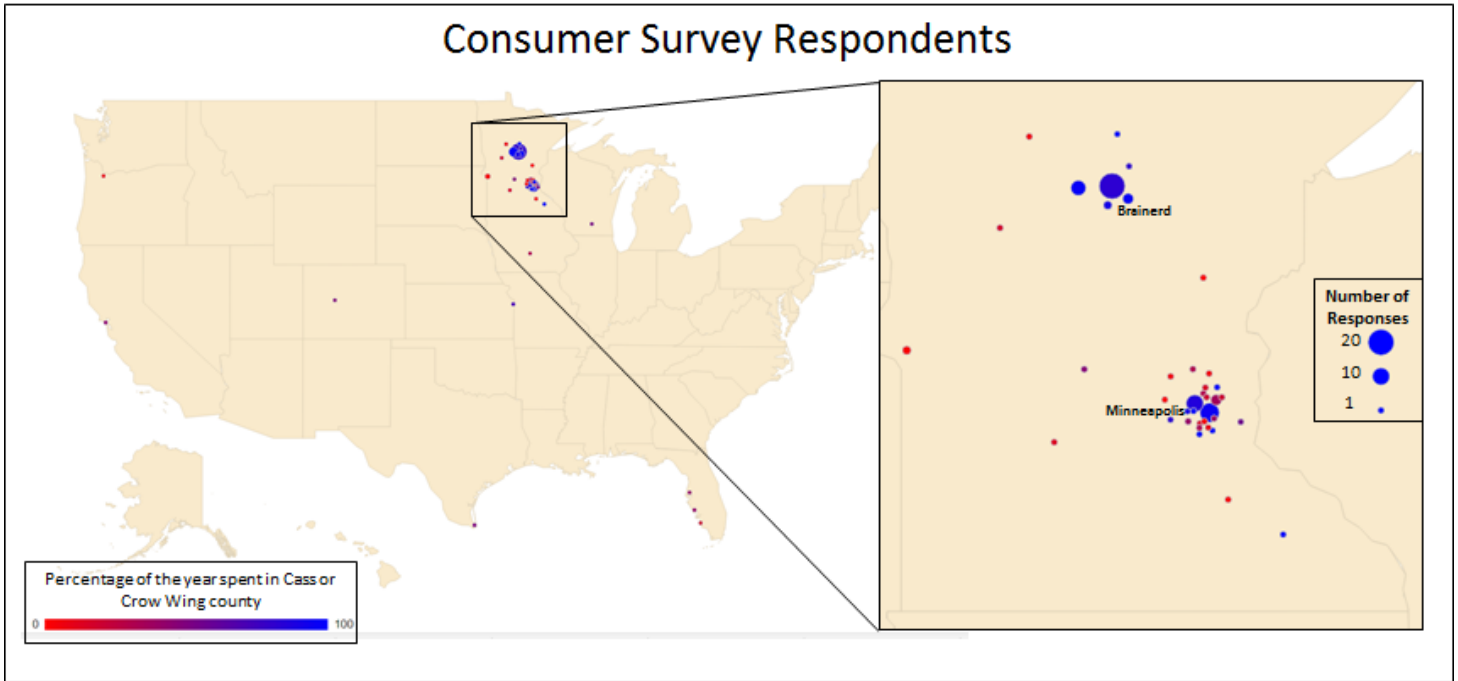 Consumer Survey Respondents
Brainerd
Minneapolis
Number of
Responses
20
10
1
Percentage of the year spent in Cass or
Crow Wing county
0 100